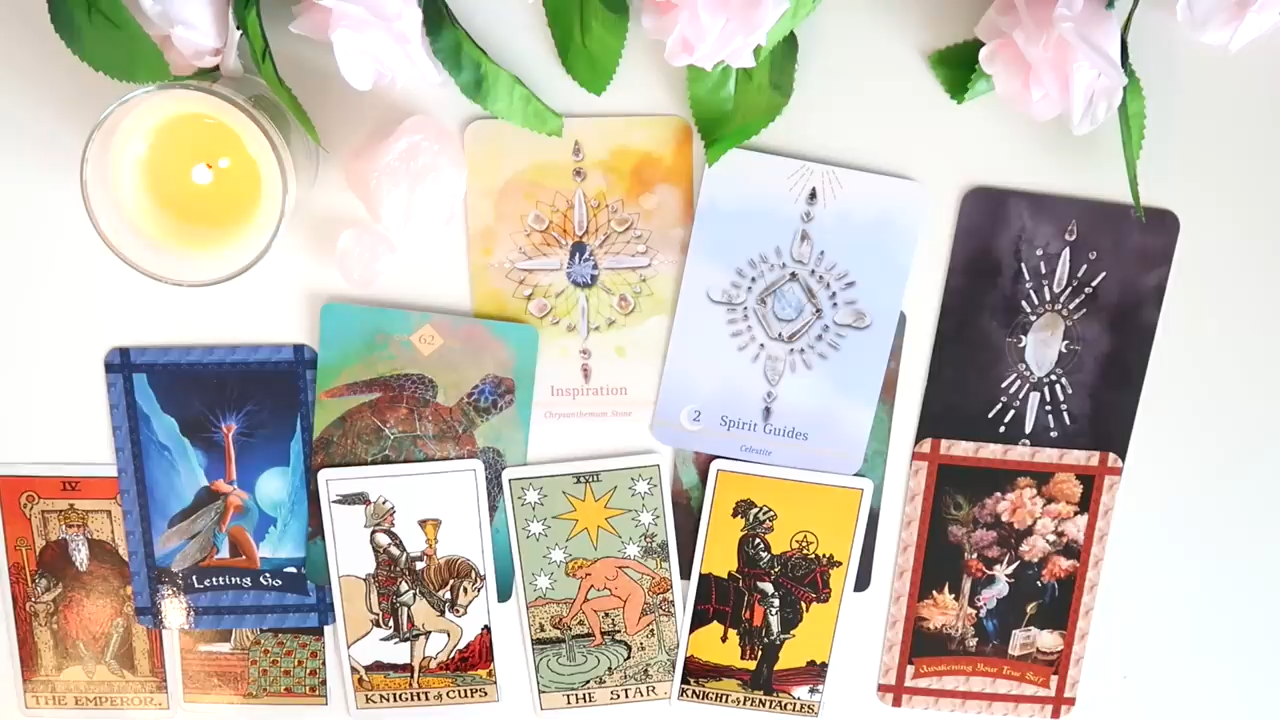 Inspiration
Chrysanthemum Stone
2
Spirit Guides
Celestite
62
IV
THE EMPEROR.
Letting Go
KNIGHT of CUPS
XVII
THE STAR.
KNIGHT of PENTACLES.
Awakening Your True Self